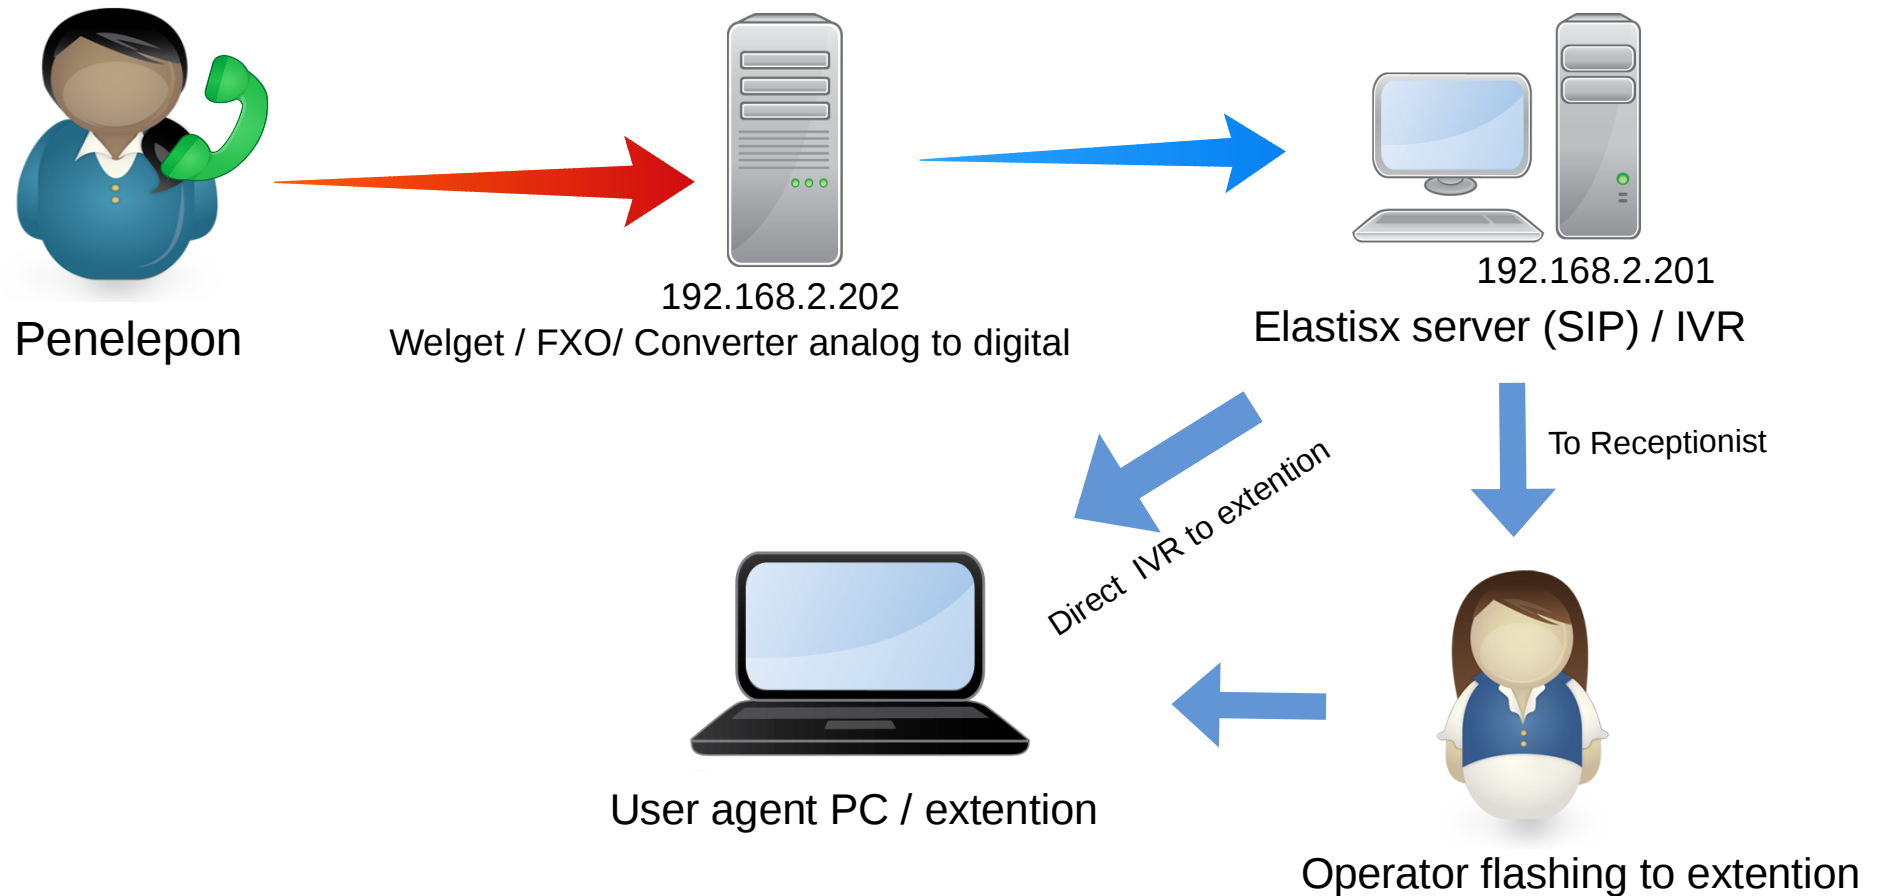 192.168.2.202
192.168.2.201
Penelepon
Welget / FXO/ Converter analog to digital
Elastisx server (SIP) / IVR
To Receptionist
Direct IVR to extention
User agent PC / extention
Operator flashing to extention